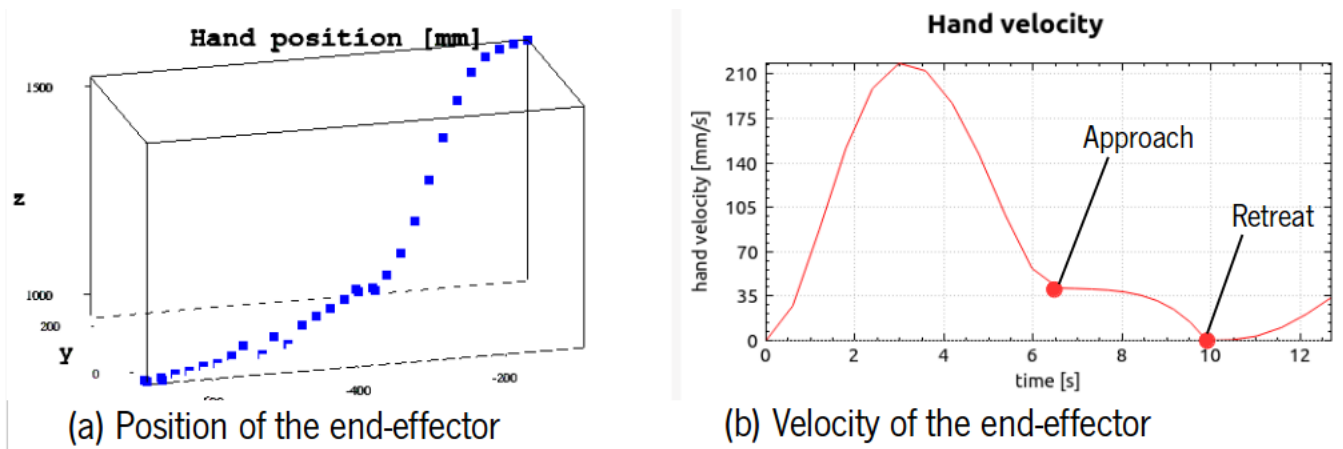 Hand position [mm]
1500
z
1000
200
y
0
-400
-200
(a) Position of the end-effector
Hand velocity
210
175
140
105
70
35
0
hand velocity [mm/s]
Approach
Retreat
0 2 4 6 8 10 12
time [s]
(b) Velocity of the end-effector